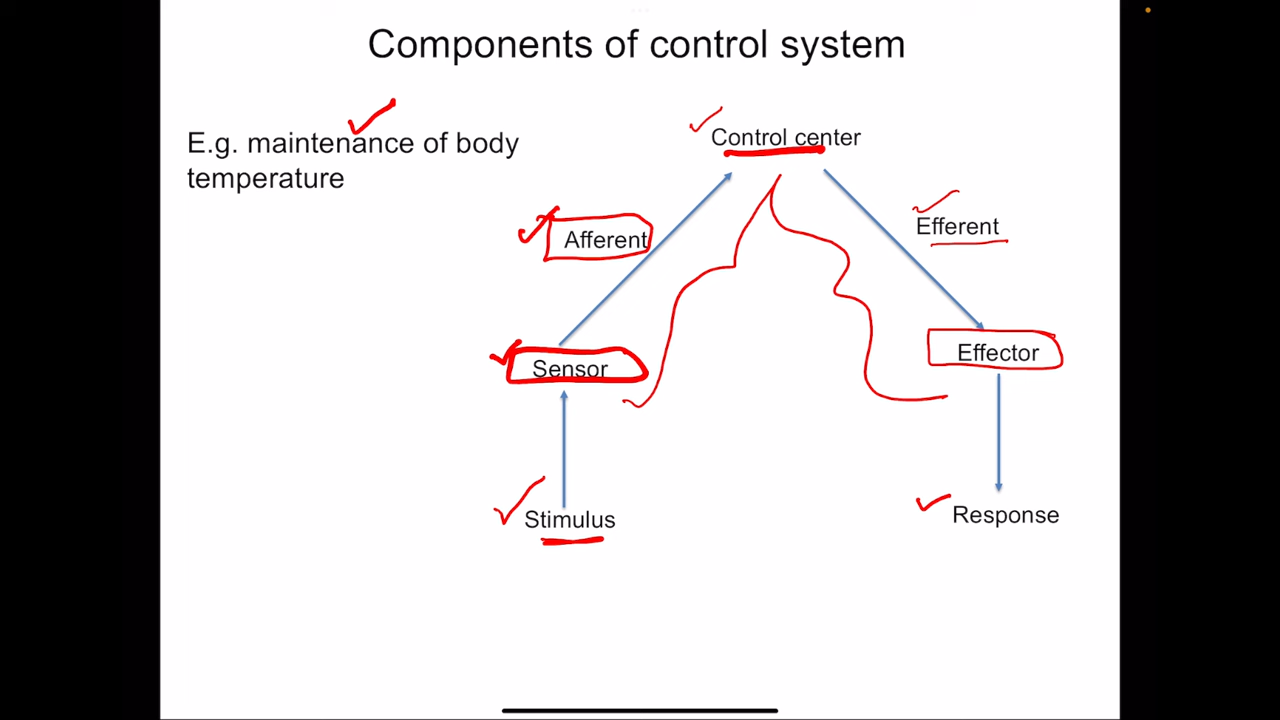 Components of control system
E.g. maintenance of body
temperature
Control center
Afferent
Efferent
Sensor
Effector
Stimulus
Response